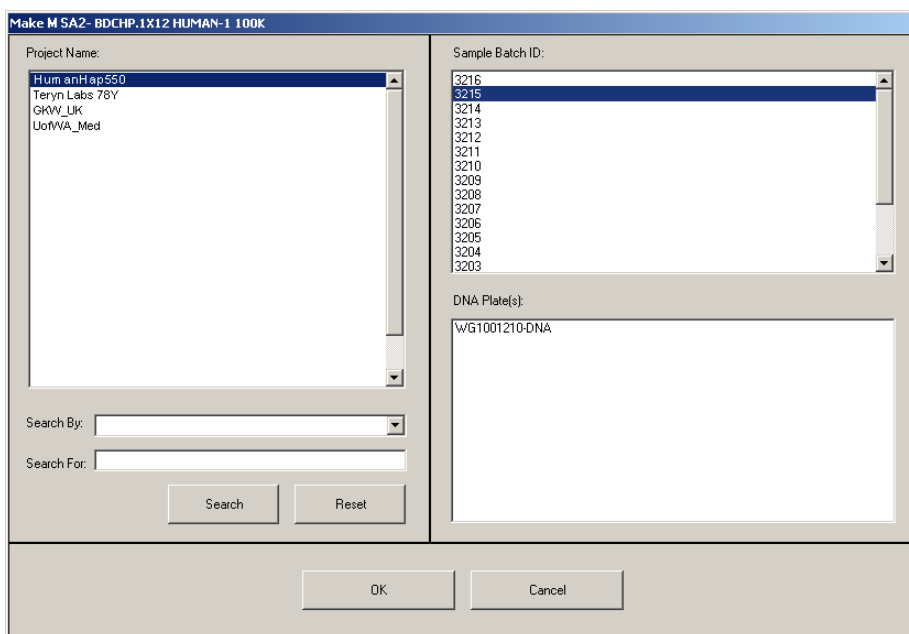 Make M SA2- BDCHP.1X12 HUMAN-1 100K
Project Name:
HumanHap550
Teryn Labs 78Y
GKW_UK
UofWA_Med
Search By:
Search For:
Search
Reset
Sample Batch ID:
3216
3215
3214
3213
3212
3211
3210
3209
3208
3207
3206
3205
3204
3203
DNA Plate(s):
WG1001210-DNA
OK
Cancel